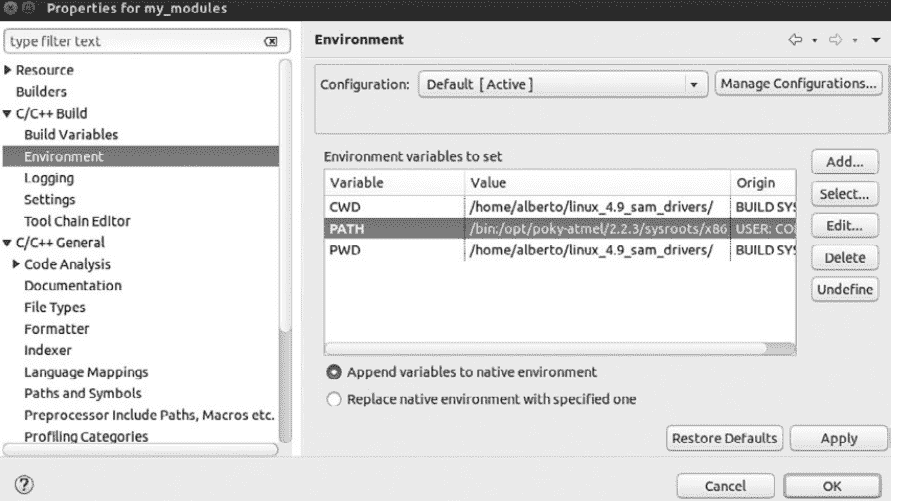 Properties for my_modules
type filter text
Resource
Builders
C/C++ Build
Build Variables
Environment
Logging
Settings
Tool Chain Editor
C/C++ General
Code Analysis
Documentation
File Types
Formatter
Indexer
Language Mappings
Paths and Symbols
Preprocessor Include Paths, Macros etc.
Profiling Categories
Environment
Configuration: Default [Active] Manage Configurations...
Environment variables to set
Variable Value Origin
CWD /home/alberto/linux_4.9_sam_drivers/ BUILD SYS
PATH /bin:/opt/poky-atmel/2.2.3/sysroots/x86 USER: CO
PWD /home/alberto/linux_4.9_sam_drivers/ BUILD SYS
Add...
Select...
Edit...
Delete
Undefine
Append variables to native environment
Replace native environment with specified one
Restore Defaults Apply
? Cancel OK